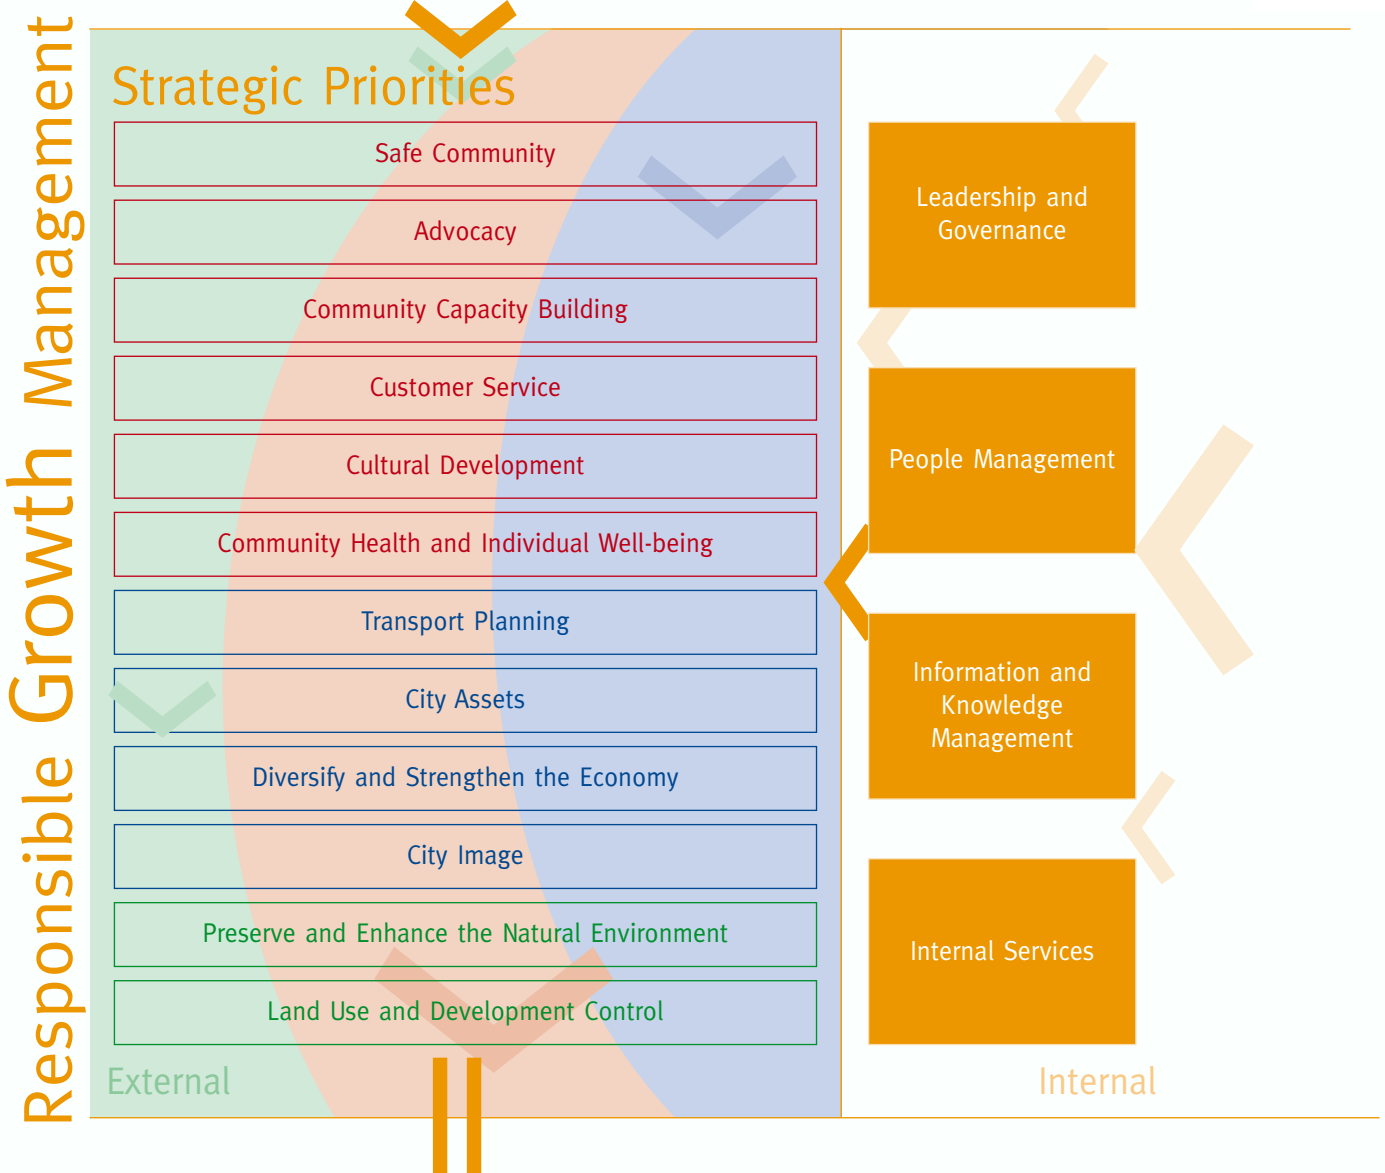 Responsible Growth Management
Strategic Priorities
Safe Community
Advocacy
Community Capacity Building
Customer Service
Cultural Development
Community Health and Individual Well-being
Transport Planning
City Assets
Diversify and Strengthen the Economy
City Image
Preserve and Enhance the Natural Environment
Land Use and Development Control
External
Leadership and
Governance
People Management
Information and
Knowledge
Management
Internal Services
Internal